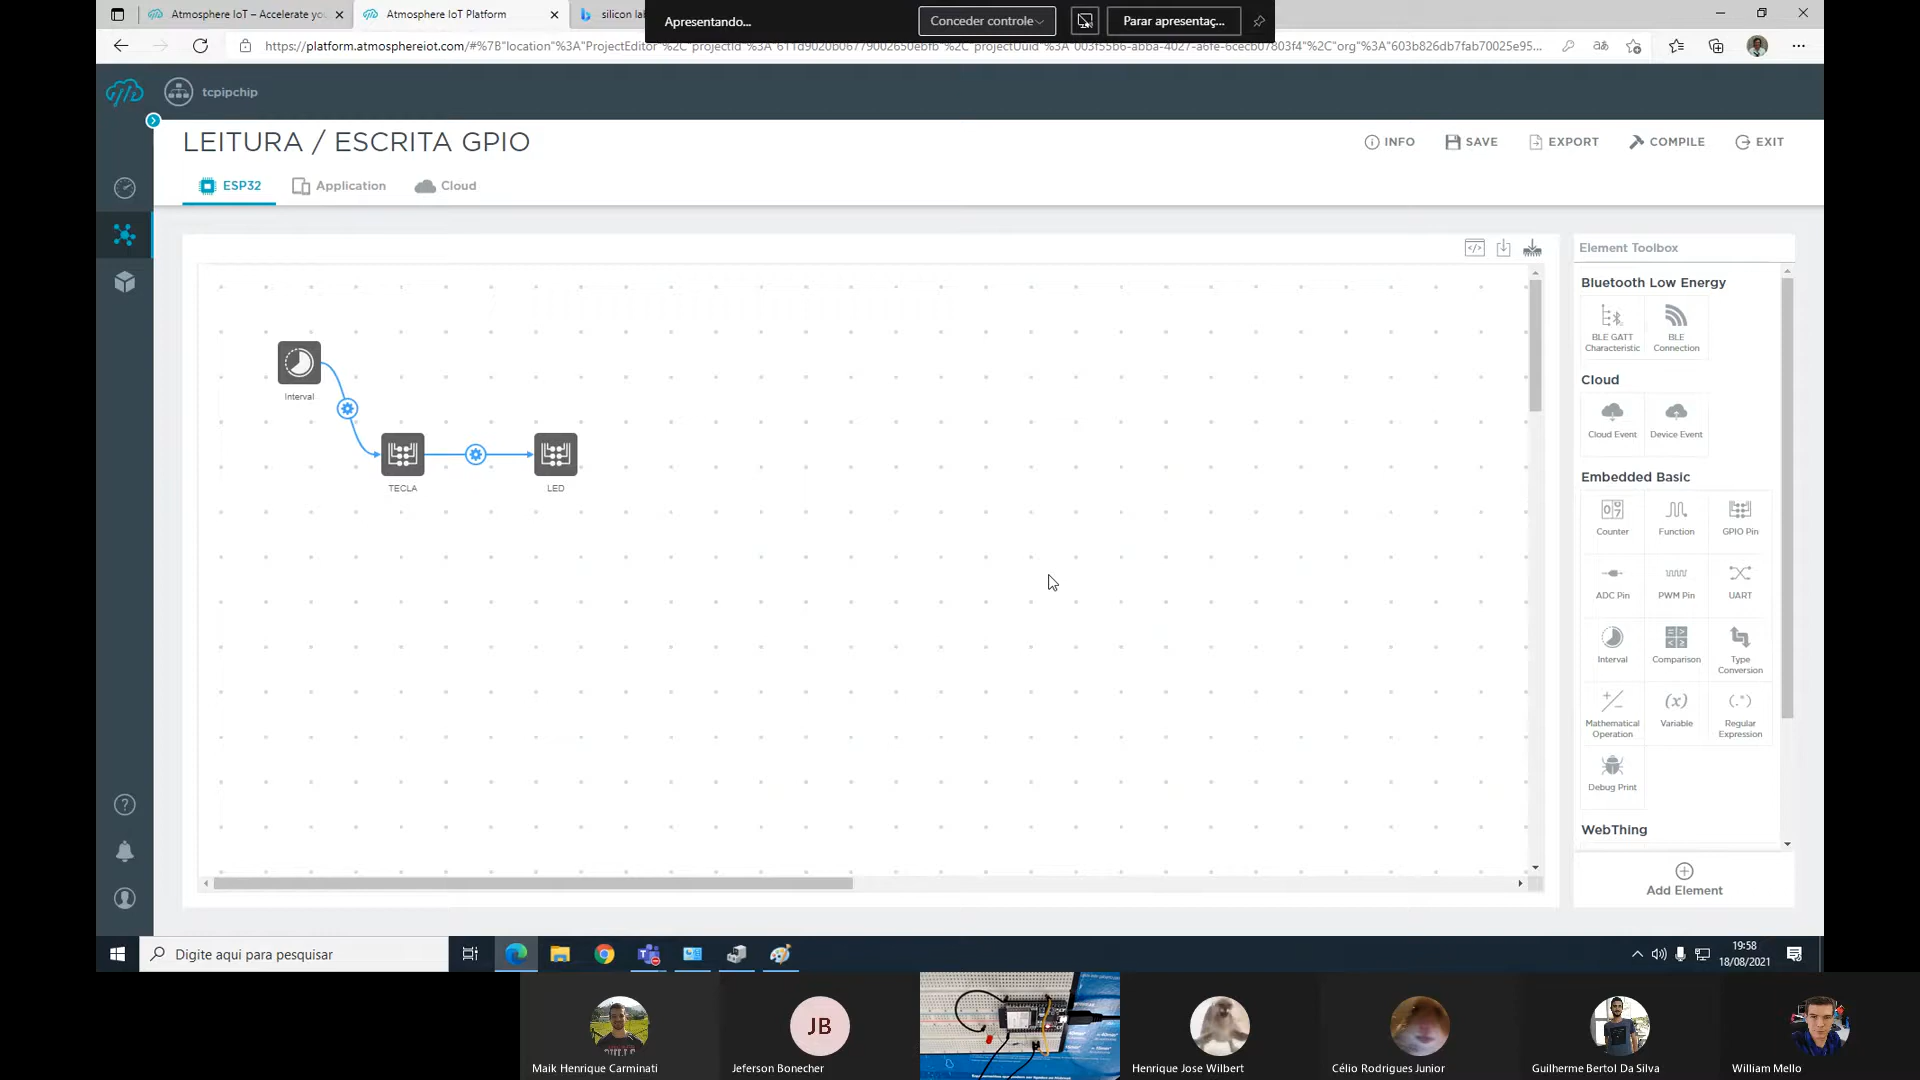 Atmosphere IoT – Accelerate yo
Atmosphere IoT Platform
silicon la
Apresentando...
Conceder controle
Parar apresentaç...
tcpipchip
LEITURA / ESCRITA GPIO
INFO
SAVE
EXPORT
COMPILE
EXIT
ESP32
Application
Cloud
Element Toolbox
Bluetooth Low Energy
BLE GATT Characteristic
BLE Connection
Cloud
Cloud Event
Device Event
Embedded Basic
Counter
Function
GPIO Pin
ADC Pin
PWM Pin
UART
Interval
Comparison
Type Conversion
Mathematical Operation
Variable
Regular Expression
Debug Print
WebThing
Add Element
Interval
TECLA
LED
Digite aqui para pesquisar
19:58
18/08/2021
JB
Maik Henrique Carminati
Jeferson Bonecher
Henrique Jose Wilbert
Célio Rodrigues Junior
Guilherme Bertol Da Silva
William Mello